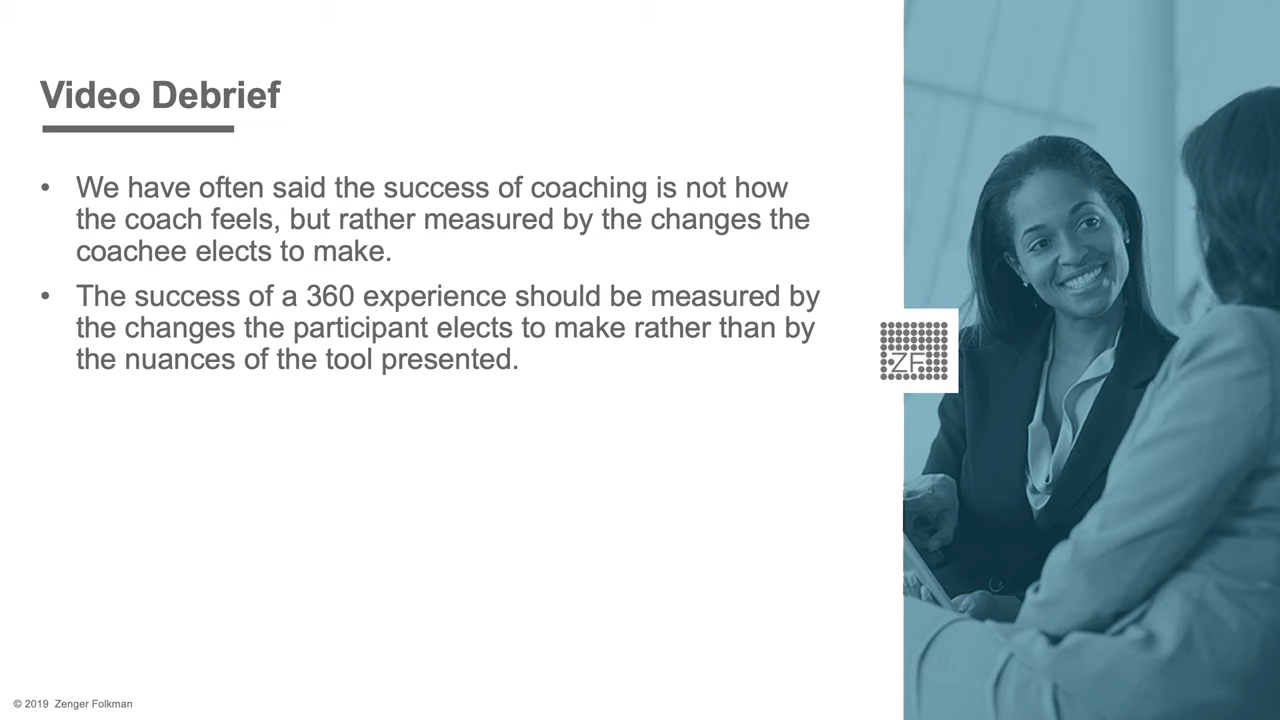 Video Debrief
• We have often said the success of coaching is not how
the coach feels, but rather measured by the changes the
coachee elects to make.
• The success of a 360 experience should be measured by
the changes the participant elects to make rather than by
the nuances of the tool presented.
ZF
© 2019 Zenger Folkman